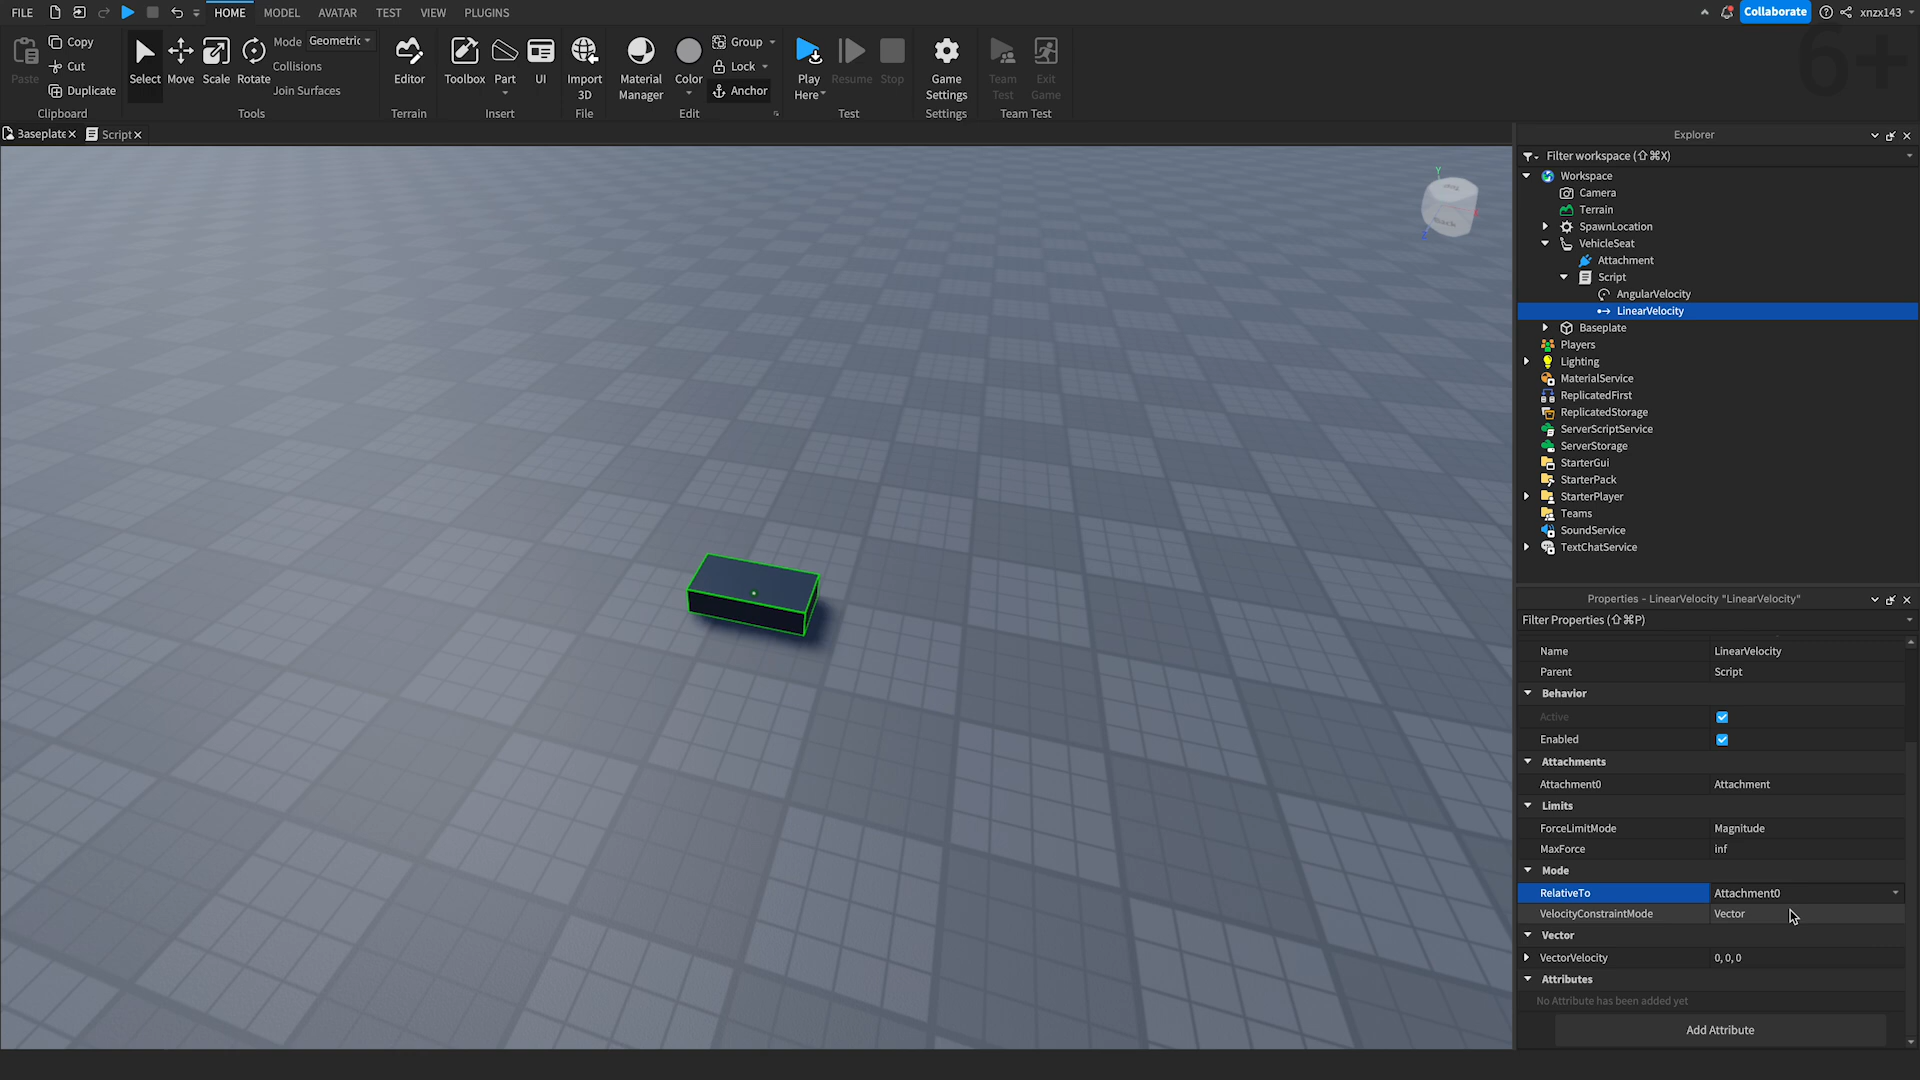 FILE
HOME
MODEL
AVATAR
TEST
VIEW
PLUGINS
Collaborate
xnzx143
6+
Paste
Copy
Cut
Duplicate
Clipboard
Select
Move
Scale
Rotate
Mode
Geometric
Collisions
Join Surfaces
Tools
Editor
Terrain
Toolbox
Part
UI
Insert
Import
3D
File
Material
Manager
Color
Group
Lock
Anchor
Edit
Play
Here
Resume
Stop
Test
Game
Settings
Settings
Team
Test
Exit
Game
Team Test
Baseplate
Script
Explorer
Filter workspace (⇧⌘X)
Workspace
Camera
Terrain
SpawnLocation
VehicleSeat
Attachment
Script
AngularVelocity
LinearVelocity
Baseplate
Players
Lighting
MaterialService
ReplicatedFirst
ReplicatedStorage
ServerScriptService
ServerStorage
StarterGui
StarterPack
StarterPlayer
Teams
SoundService
TextChatService
Properties - LinearVelocity "LinearVelocity"
Filter Properties (⇧⌘P)
Name LinearVelocity
Parent Script
Behavior
Active
Enabled
Attachments
Attachment0 Attachment
Limits
ForceLimitMode Magnitude
MaxForce inf
Mode
RelativeTo Attachment0
VelocityConstraintMode Vector
Vector
VectorVelocity 0, 0, 0
Attributes
No Attribute has been added yet
Add Attribute
Y